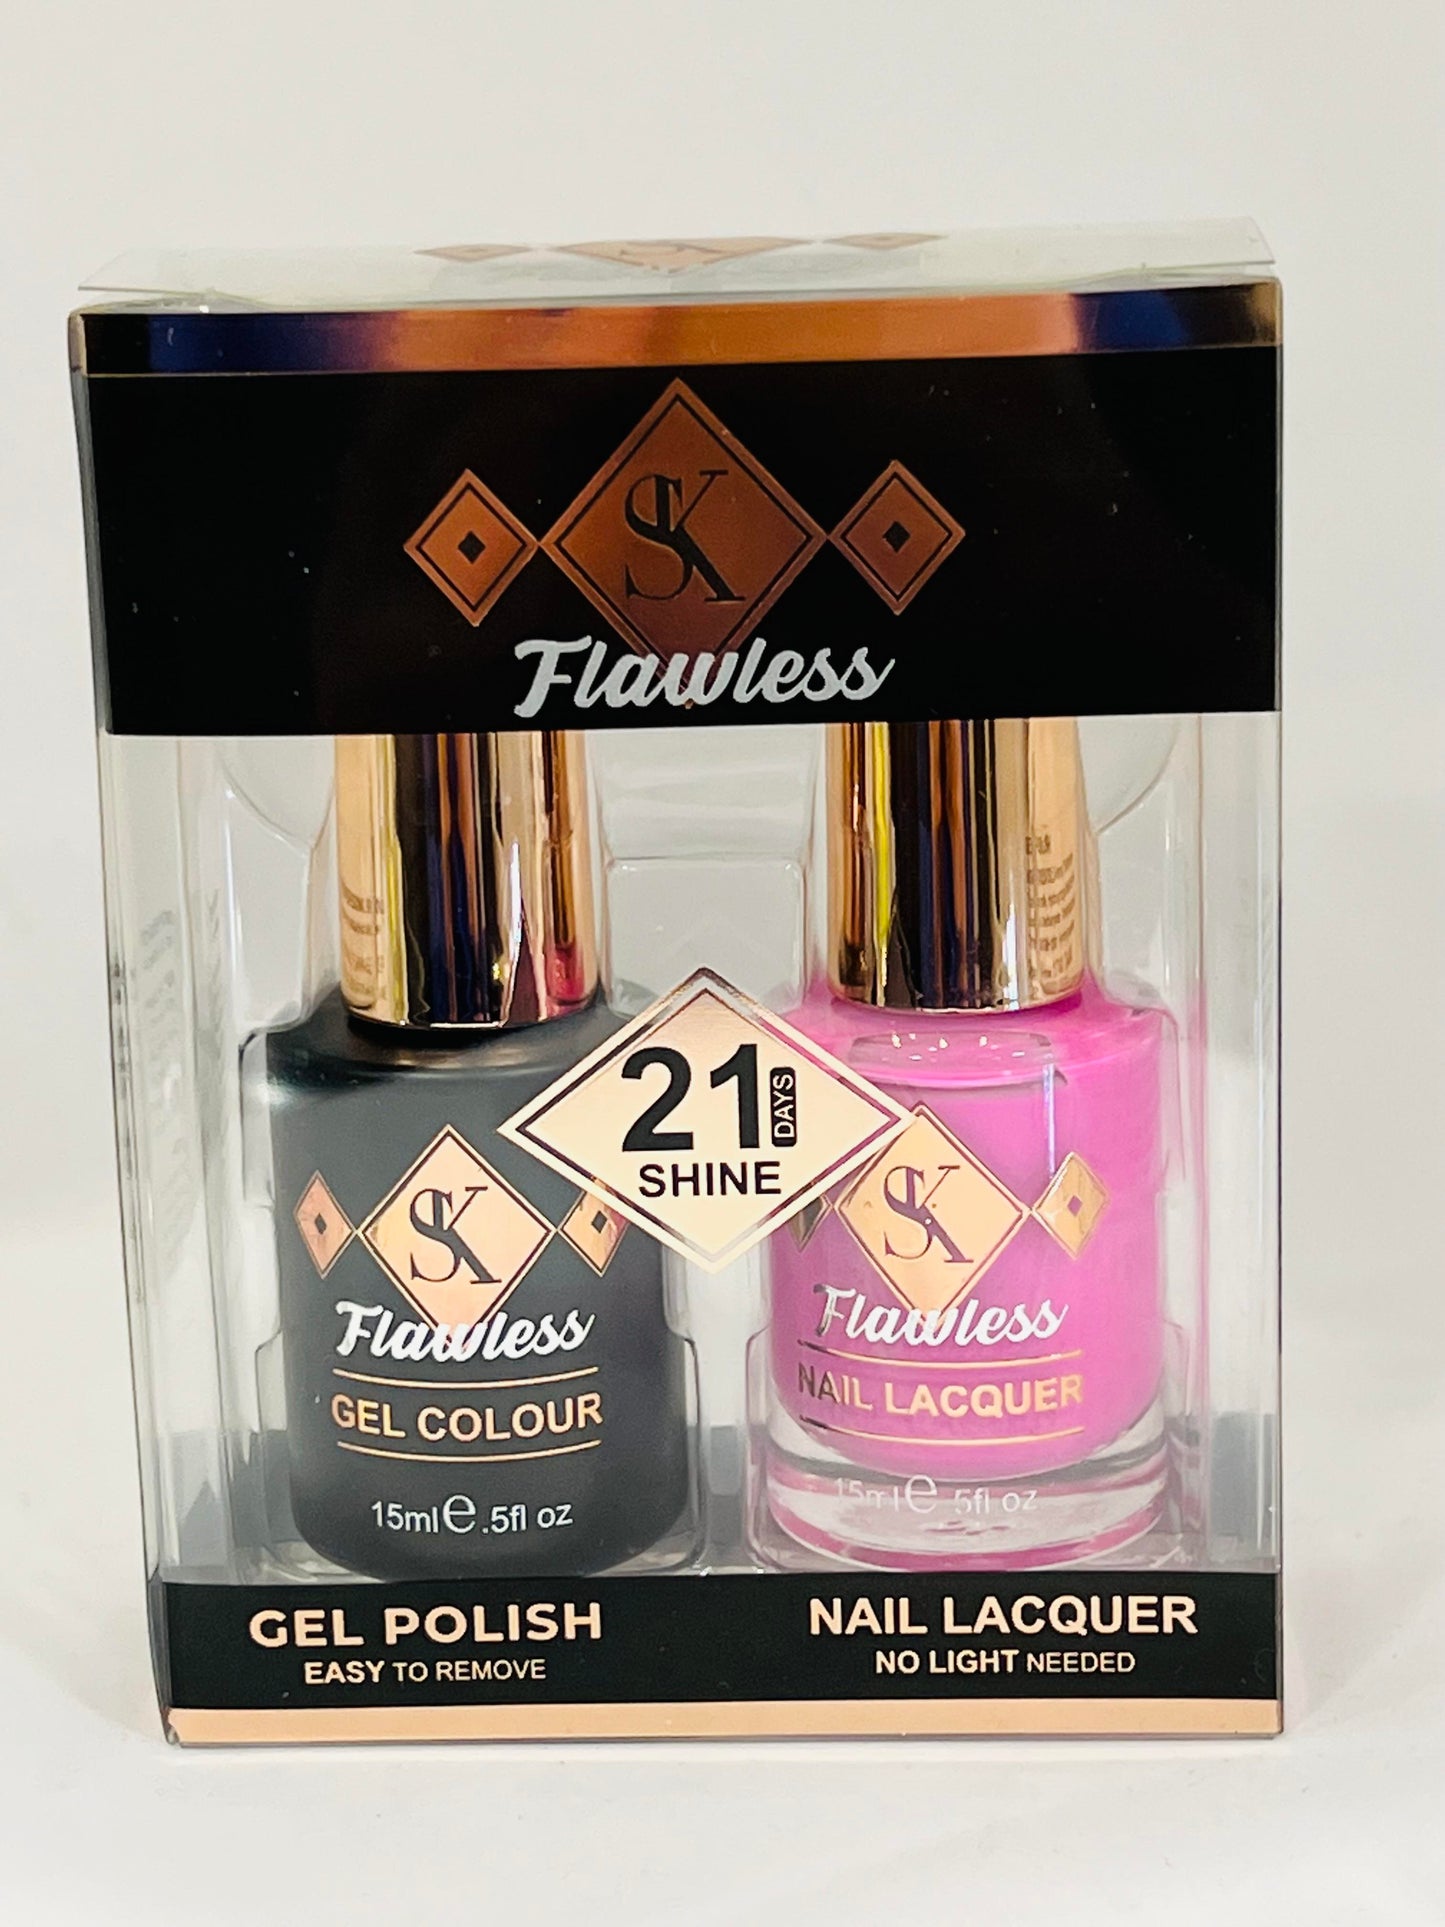 SK
SK
Flawless
21 DAYS
SHINE
SK
Flawless
GEL COLOUR
15ml e .5fl oz
SK
Flawless
NAIL LACQUER
15ml e .5fl oz
GEL POLISH
EASY TO REMOVE
NAIL LACQUER
NO LIGHT NEEDED